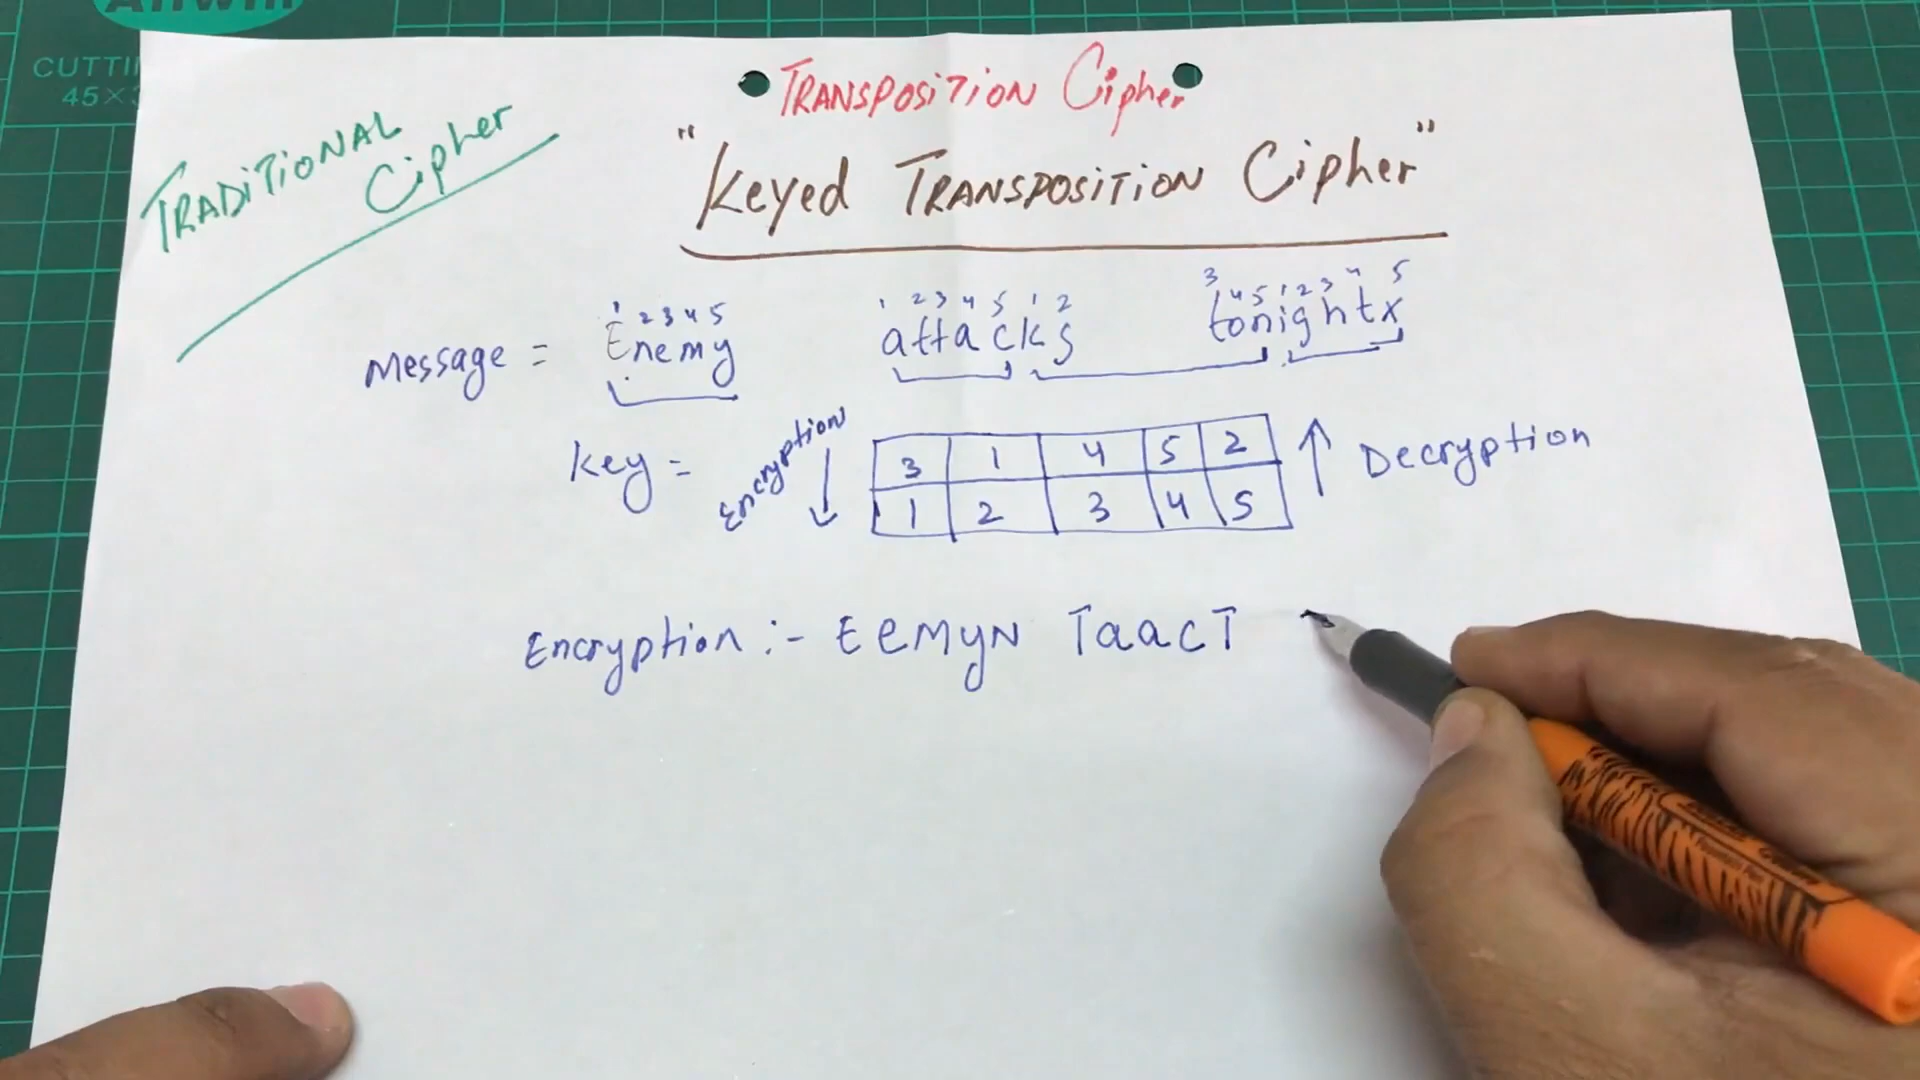 CUTTI
45×3
TRANSPOSITION Cipher
TRADITIONAL
Cipher
"Keyed TRANSPOSITION Cipher"
1 2 3 4 5 1 2 3 4 5 1 2 3 4 5 1 2 3 4 5
Message = Enemy attacks tonightx
Key = Encryption ↓ 3 1 4 5 2 ↑ Decryption
1 2 3 4 5
Encryption :- EeMyN TaacT